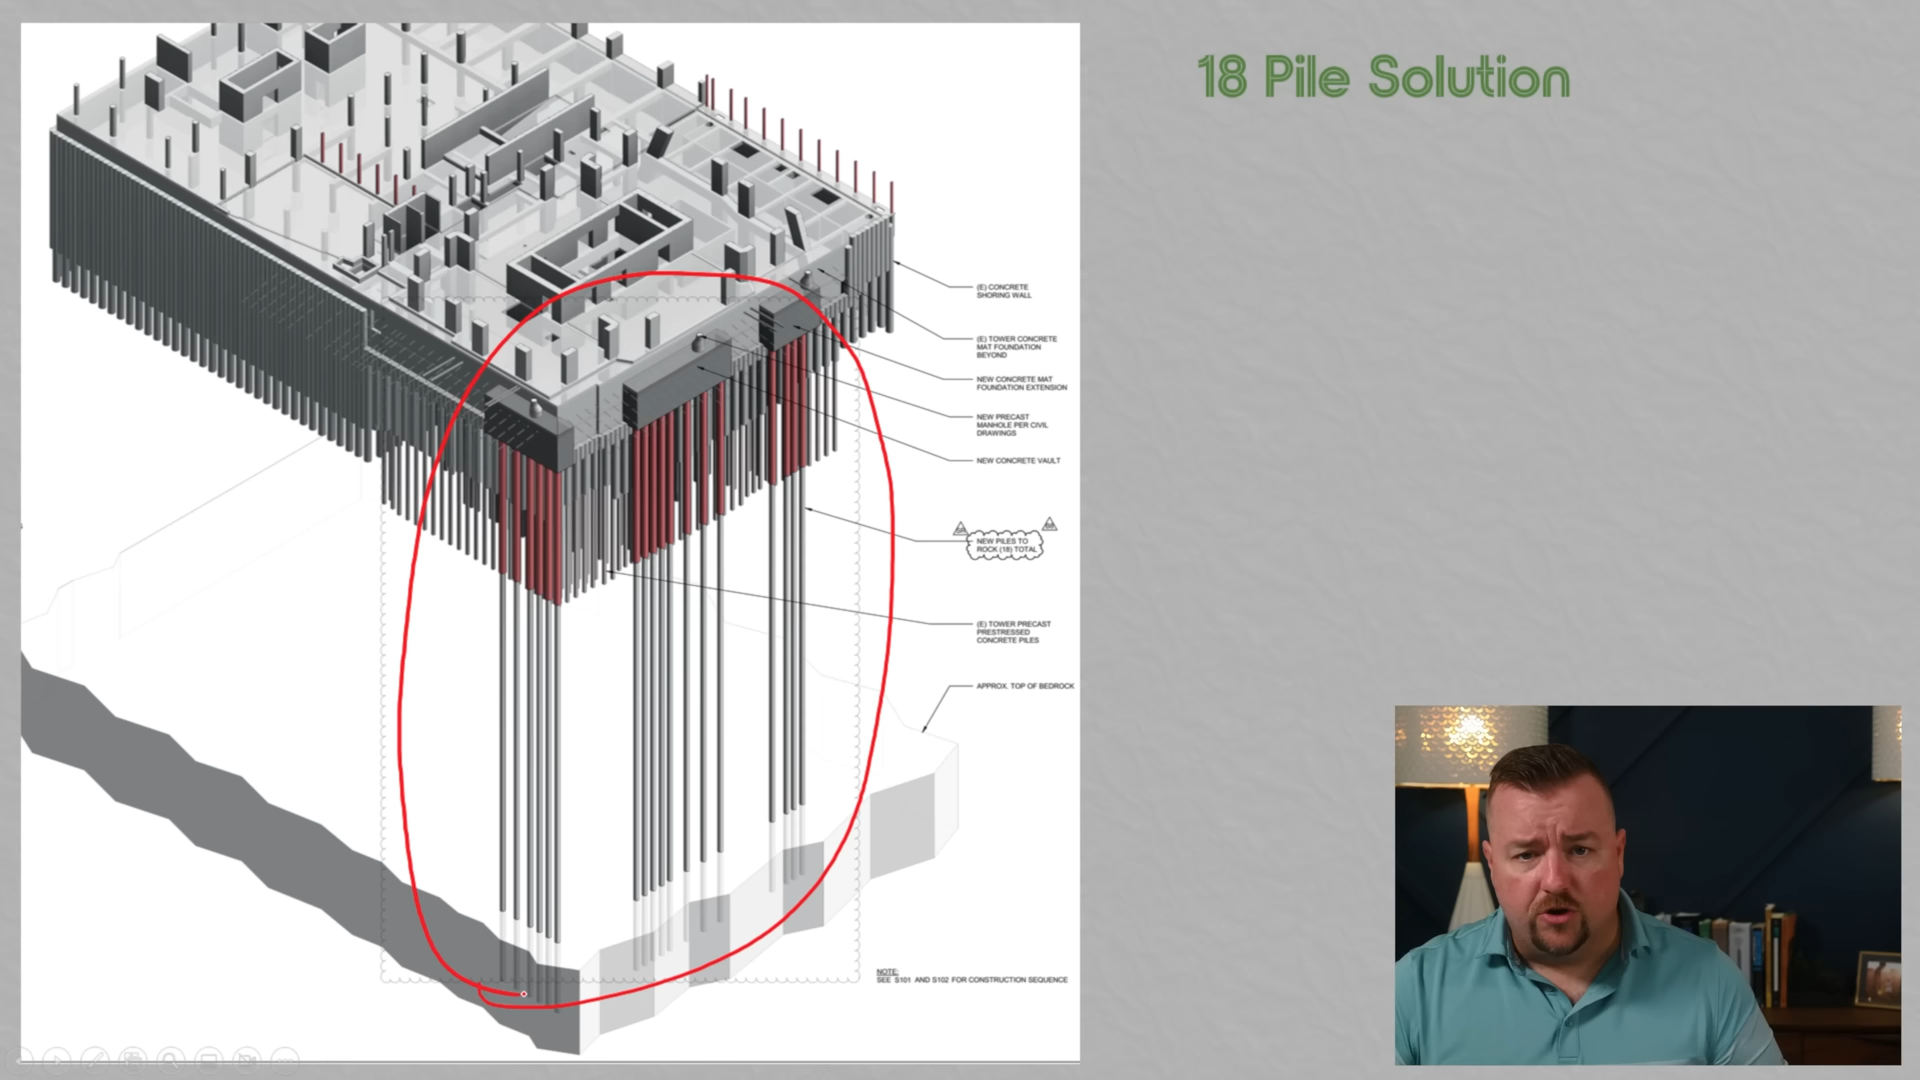 18 Pile Solution
(E) CONCRETE
SHORING WALL
(E) TOWER CONCRETE
MAT FOUNDATION
BEYOND
NEW CONCRETE MAT
FOUNDATION EXTENSION
NEW PRECAST
MANHOLE PER CIVIL
DRAWINGS
NEW CONCRETE VAULT
NEW PILES TO
ROCK (18) TOTAL
(E) TOWER PRECAST
PRESTRESSED
CONCRETE PILES
APPROX. TOP OF BEDROCK
NOTE:
SEE S101 AND S102 FOR CONSTRUCTION SEQUENCE